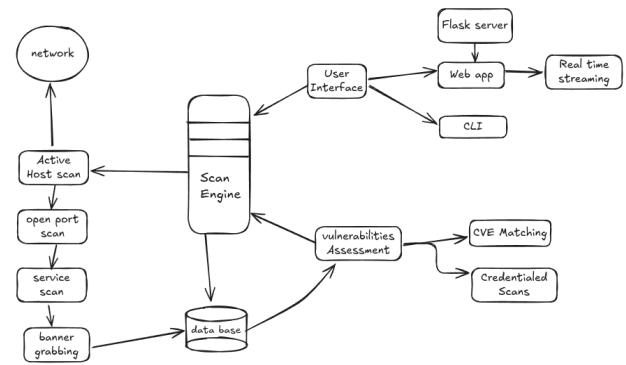 Flask server
network
User
Interface
Web app
Real time
streaming
CLI
Active
Host scan
Scan
Engine
open port
scan
vulnerabilities
Assessment
CVE Matching
service
scan
Credentialed
Scans
banner
grabbing
data base